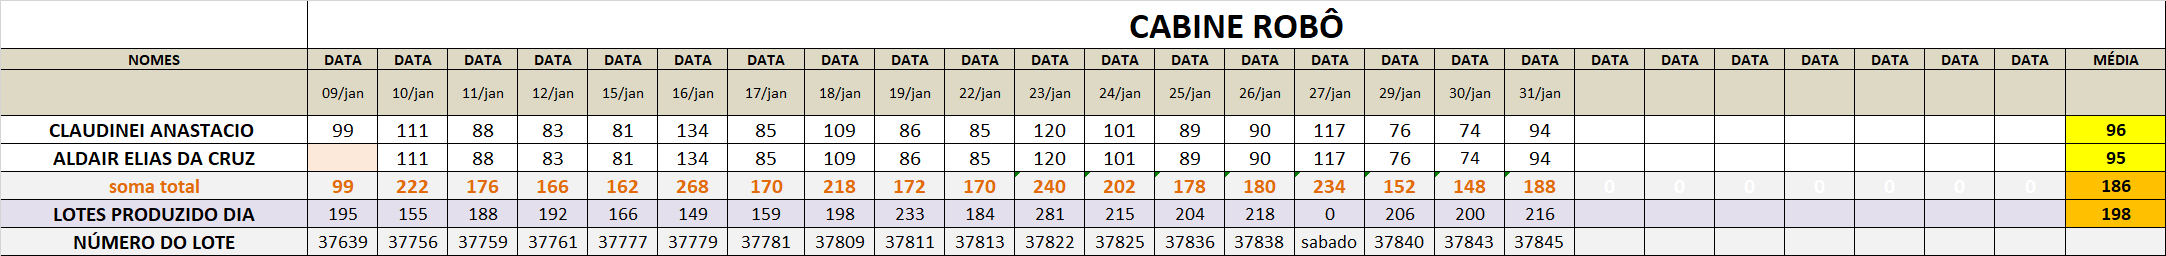 CABINE ROBÔ
NOMES DATA DATA DATA DATA DATA DATA DATA DATA DATA DATA DATA DATA DATA DATA DATA DATA DATA DATA DATA DATA DATA DATA DATA DATA DATA MÉDIA
09/jan 10/jan 11/jan 12/jan 15/jan 16/jan 17/jan 18/jan 19/jan 22/jan 23/jan 24/jan 25/jan 26/jan 27/jan 29/jan 30/jan 31/jan
CLAUDINEI ANASTACIO 99 111 88 83 81 134 85 109 86 85 120 101 89 90 117 76 74 94 96
ALDAIR ELIAS DA CRUZ 111 88 83 81 134 85 109 86 85 120 101 89 90 117 76 74 94 95
soma total 99 222 176 166 162 268 170 218 172 170 240 202 178 180 234 152 148 188 0 0 0 0 0 0 0 186
LOTES PRODUZIDO DIA 195 155 188 192 166 149 159 198 233 184 281 215 204 218 0 206 200 216 198
NÚMERO DO LOTE 37639 37756 37759 37761 37777 37779 37781 37809 37811 37813 37822 37825 37836 37838 sabado 37840 37843 37845